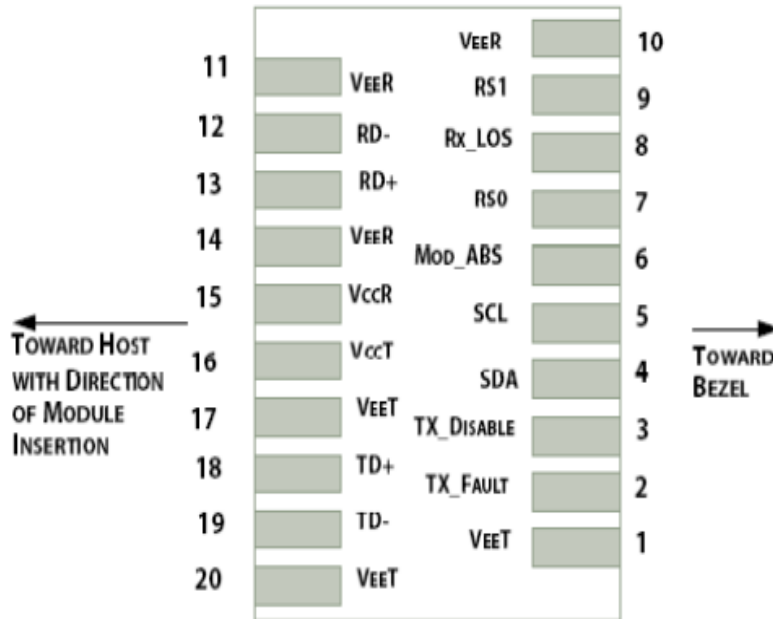 VEER 10
11 VEER
RS1 9
12 RD-
Rx_LOS 8
13 RD+
RS0 7
14 VEER
MOD_ABS 6
15 VCCR
SCL 5
TOWARD HOST
WITH DIRECTION
OF MODULE
INSERTION
TOWARD
BEZEL
16 VCCT
SDA 4
17 VEET
TX_DISABLE 3
18 TD+
TX_FAULT 2
19 TD-
VEET 1
20 VEET